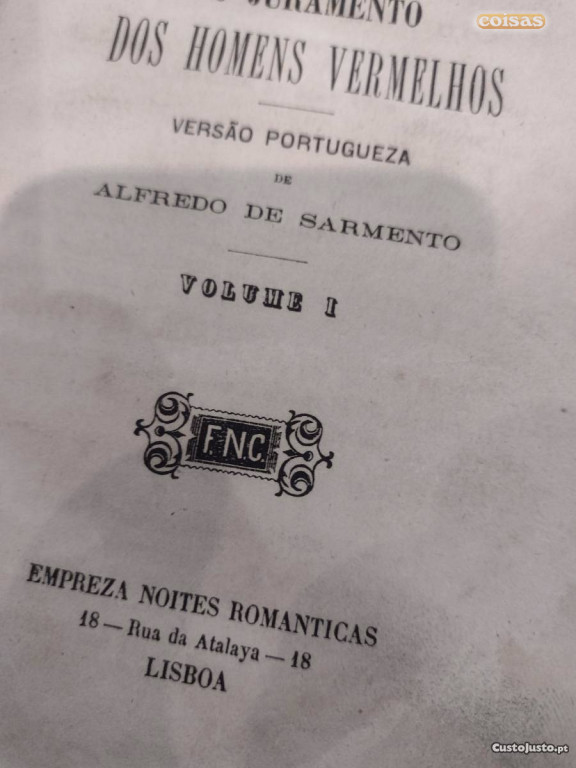 coisas
JURAMENTO
DOS HOMENS VERMELHOS
VERSÃO PORTUGUEZA
DE
ALFREDO DE SARMENTO
VOLUME I
F.N.C.
EMPREZA NOITES ROMANTICAS
18 — Rua da Atalaya — 18
LISBOA
CustoJusto.pt